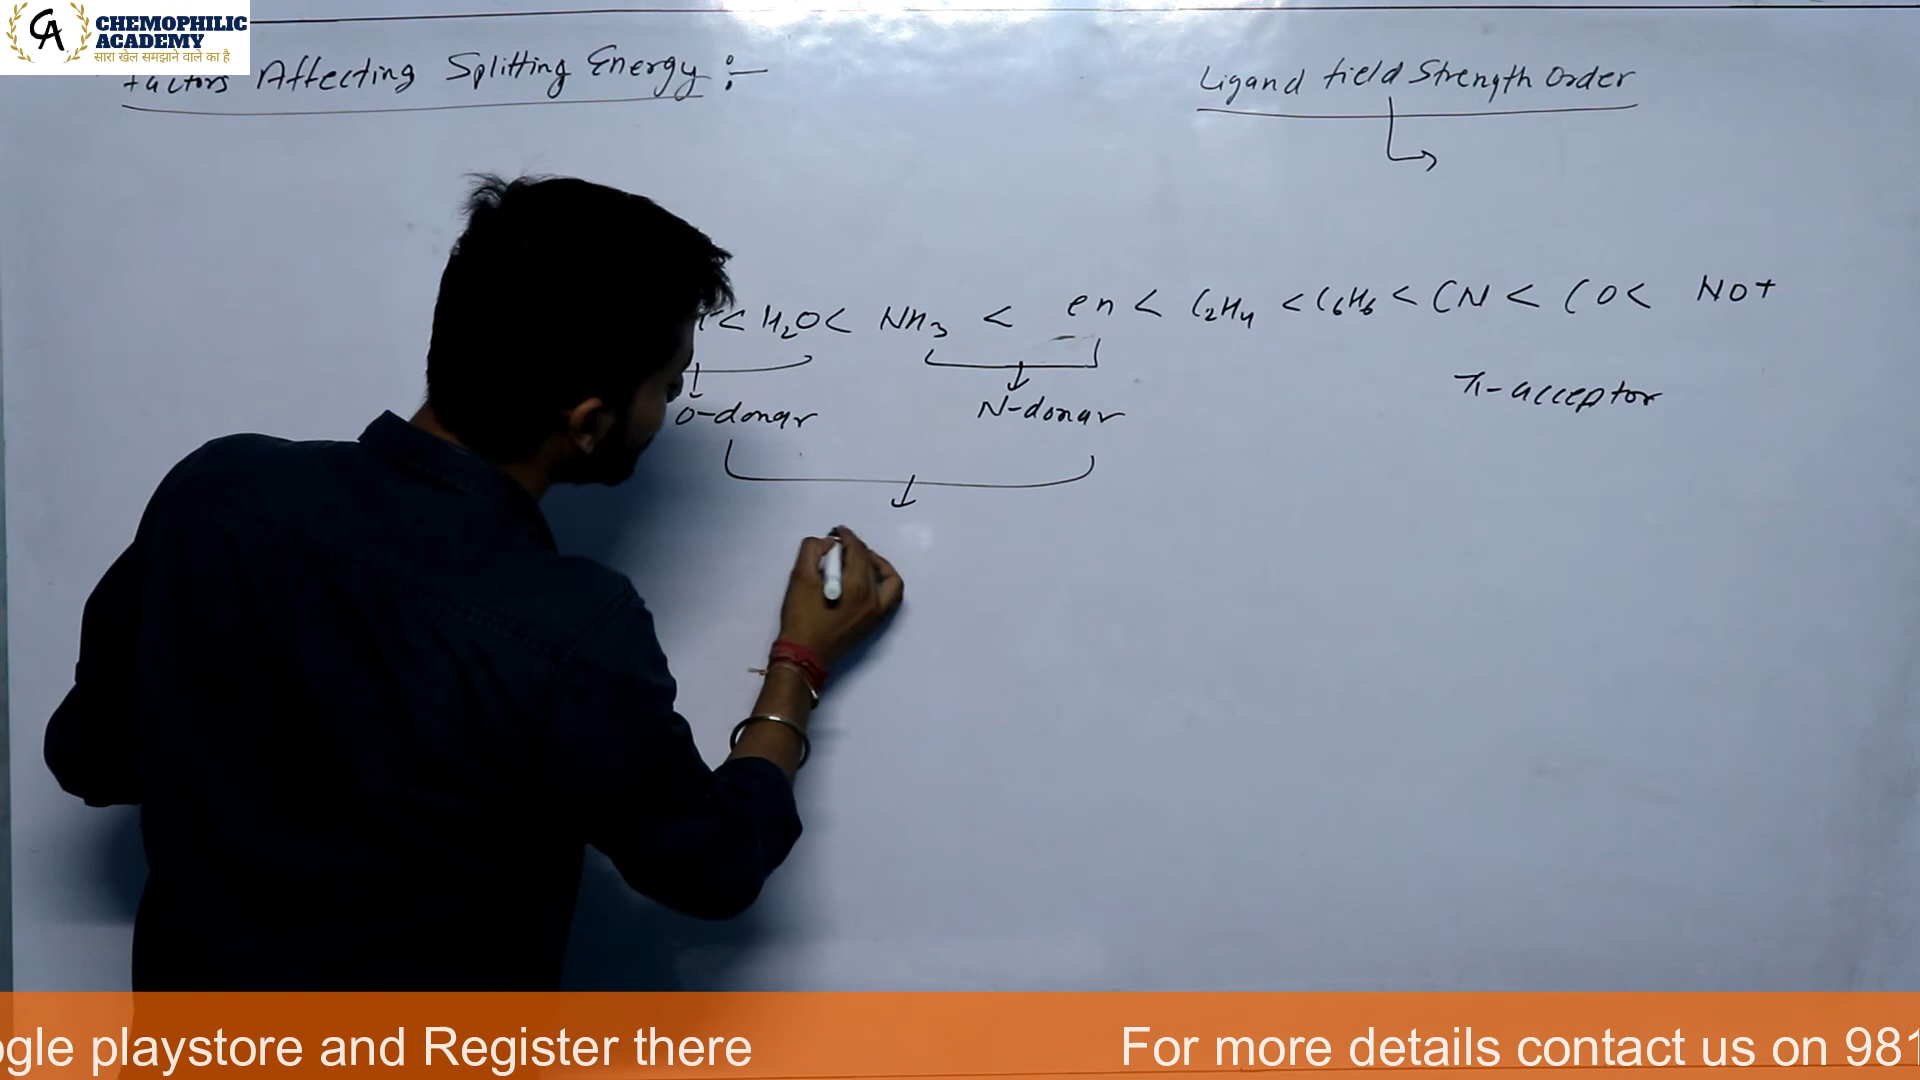 CHEMOPHILIC
ACADEMY
सारा खेल समझाने वाले का है
Factors Affecting Splitting Energy :-
Ligand field Strength Order
< H2O < NH3 < en < C2H4 < C6H6 < CN < CO < NO+
O-donar
N-donar
π-acceptor
ogle playstore and Register there
For more details contact us on 981